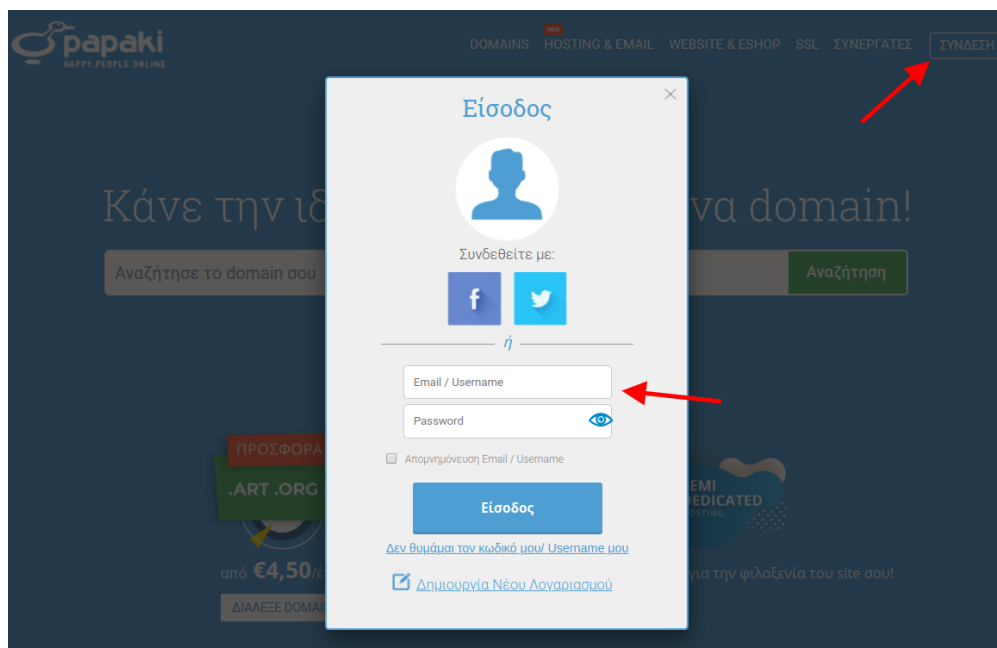 papaki
HAPPY.PEOPLE.ONLINE
DOMAINS
ΝΕΟ
HOSTING & EMAIL
WEBSITE & ESHOP
SSL
ΣΥΝΕΡΓΑΤΕΣ
ΣΥΝΔΕΣΗ
Είσοδος
Κάνε την ιδ
να domain!
Συνδεθείτε με:
Αναζήτησε το domain σου
Αναζήτηση
f
ή
Email / Username
Password
Απομνημόνευση Email / Username
ΠΡΟΣΦΟΡΑ
.ART .ORG
EMI
DEDICATED
HOSTING
Είσοδος
Δεν θυμάμαι τον κωδικό μου/ Username μου
από €4,50/έ
για την φιλοξενία του site σου!
Δημιουργία Νέου Λογαριασμού
ΔΙΑΛΕΞΕ DOMAI